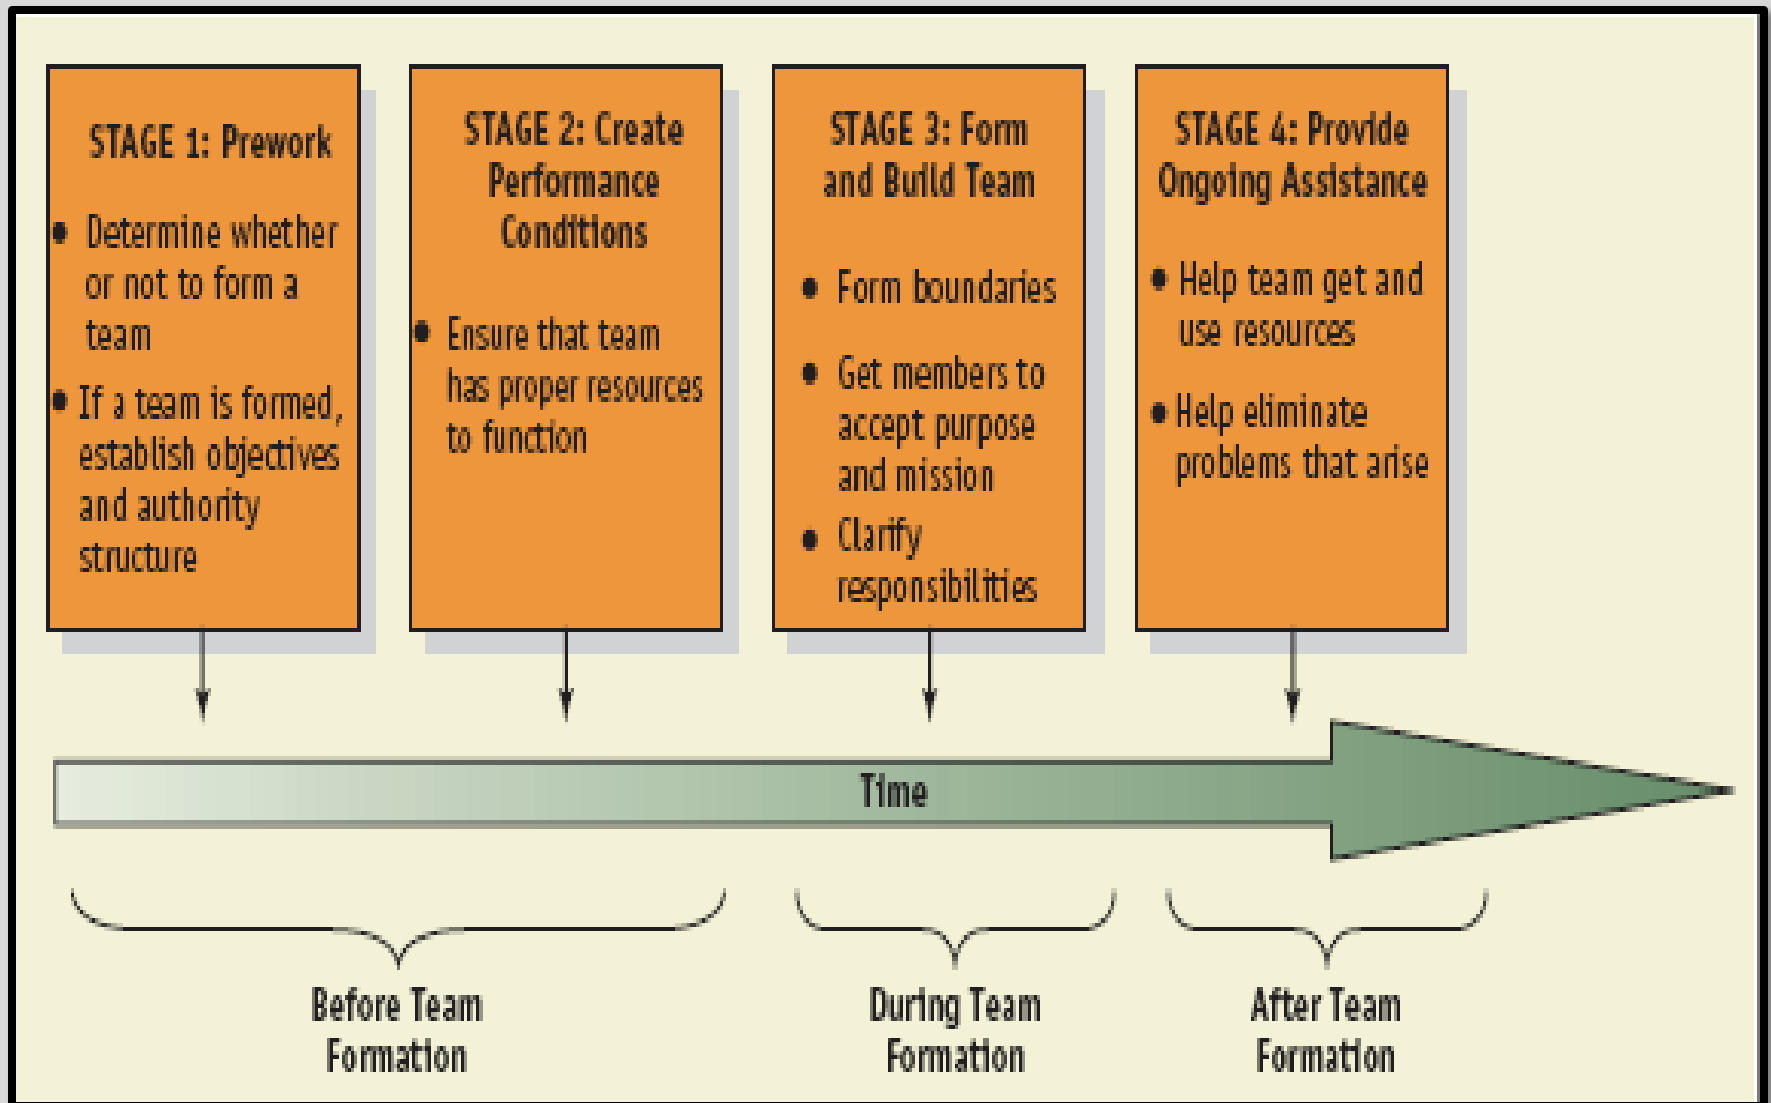 STAGE 1: Prework
• Determine whether
or not to form a
team
• If a team is formed,
establish objectives
and authority
structure
STAGE 2: Create
Performance
Conditions
• Ensure that team
has proper resources
to function
STAGE 3: Form
and Build Team
• Form boundaries
• Get members to
accept purpose
and mission
• Clarify
responsibilities
STAGE 4: Provide
Ongoing Assistance
• Help team get and
use resources
• Help eliminate
problems that arise
Time
Before Team
Formation
During Team
Formation
After Team
Formation